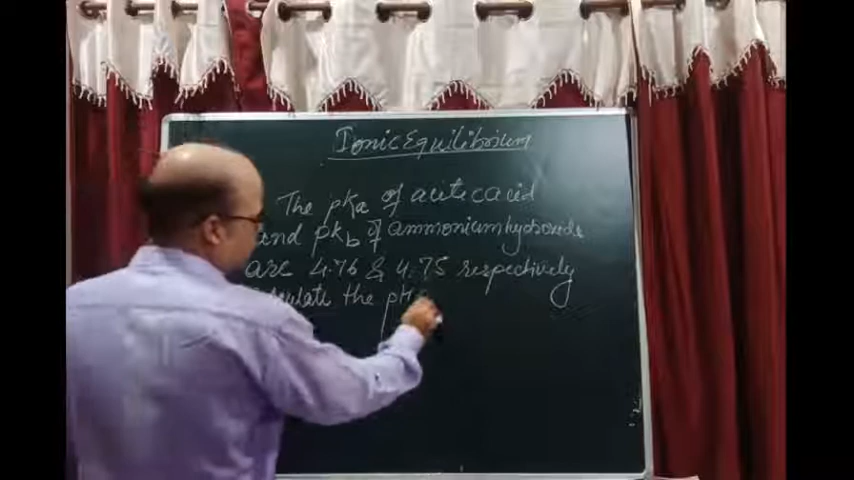 Ionic Equilibrium
The pka of acetic acid
and pkb of ammonium hydroxide
are 4.76 & 4.75 respectively
the pH